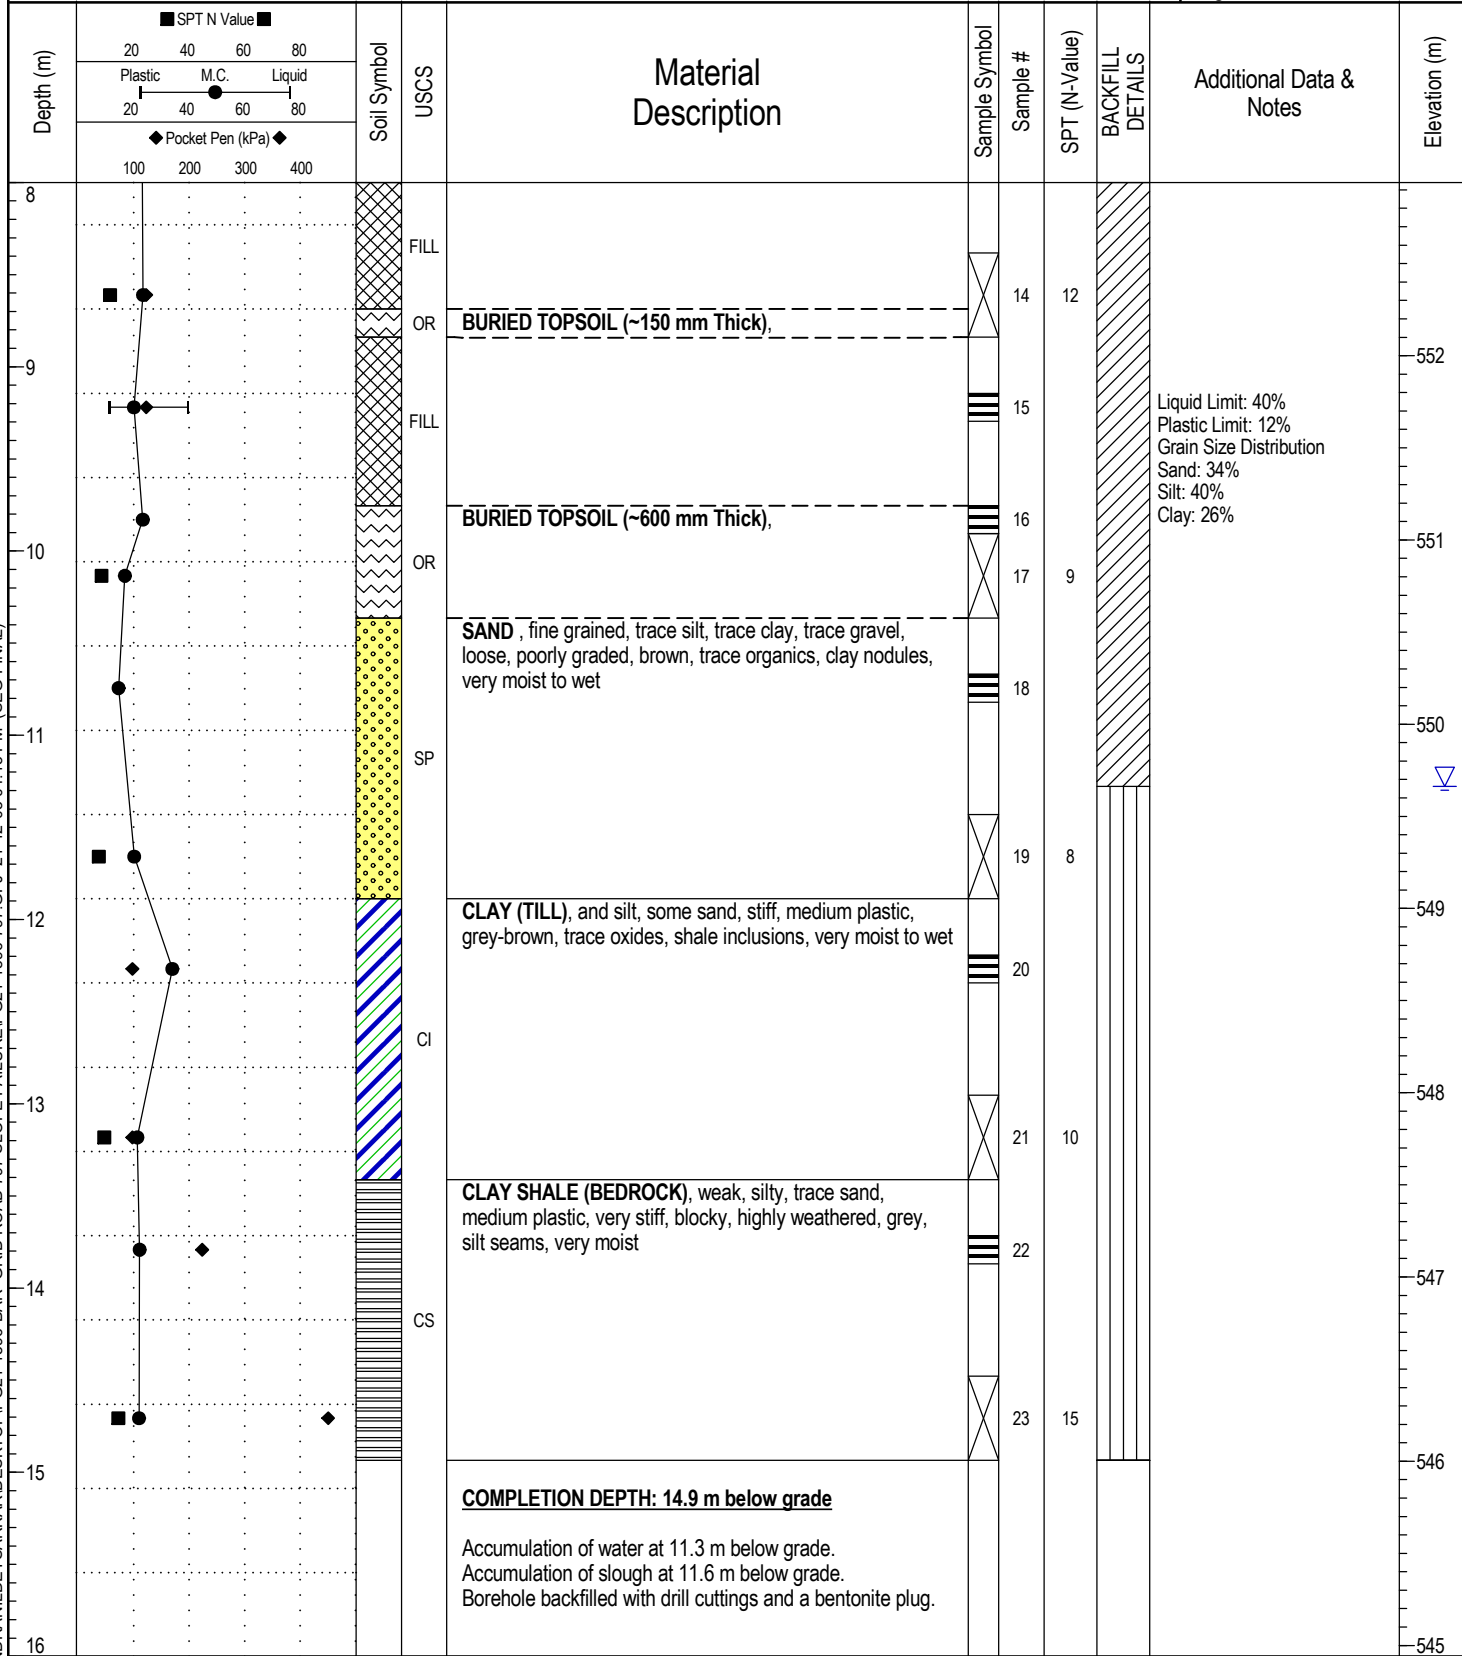 ■ SPT N Value ■
20 40 60 80
Plastic M.C. Liquid
20 40 60 80
◆ Pocket Pen (kPa) ◆
100 200 300 400
Depth (m)
Soil Symbol
USCS
Material
Description
Sample Symbol
Sample #
SPT (N-Value)
BACKFILL
DETAILS
Additional Data &
Notes
Elevation (m)
8
FILL
14 12
OR
BURIED TOPSOIL (~150 mm Thick),
552
9
FILL
15
Liquid Limit: 40%
Plastic Limit: 12%
Grain Size Distribution
Sand: 34%
Silt: 40%
Clay: 26%
BURIED TOPSOIL (~600 mm Thick),
16
551
10
OR
17 9
SAND , fine grained, trace silt, trace clay, trace gravel,
loose, poorly graded, brown, trace organics, clay nodules,
very moist to wet
18
550
11
SP
19 8
549
12
CLAY (TILL), and silt, some sand, stiff, medium plastic,
grey-brown, trace oxides, shale inclusions, very moist to wet
20
CI
548
13
21 10
CLAY SHALE (BEDROCK), weak, silty, trace sand,
medium plastic, very stiff, blocky, highly weathered, grey,
silt seams, very moist
22
547
14
CS
23 15
546
15
COMPLETION DEPTH: 14.9 m below grade
Accumulation of water at 11.3 m below grade.
Accumulation of slough at 11.6 m below grade.
Borehole backfilled with drill cuttings and a bentonite plug.
16
545